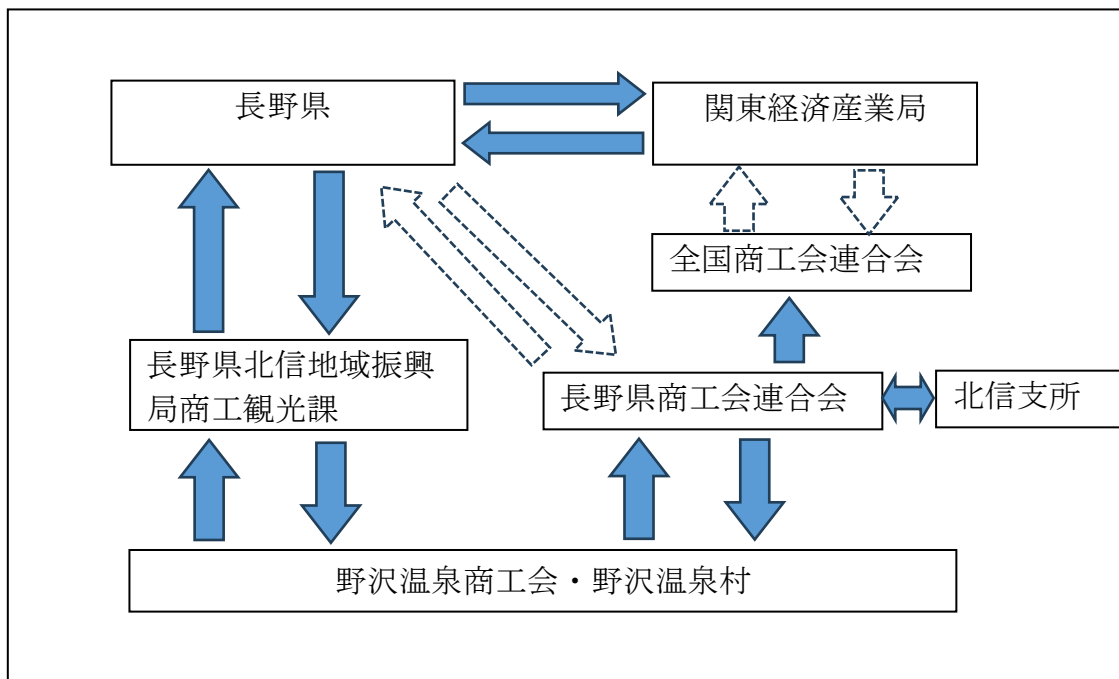 長野県
関東経済産業局
全国商工会連合会
長野県北信地域振興
局商工観光課
長野県商工会連合会
北信支所
野沢温泉商工会・野沢温泉村